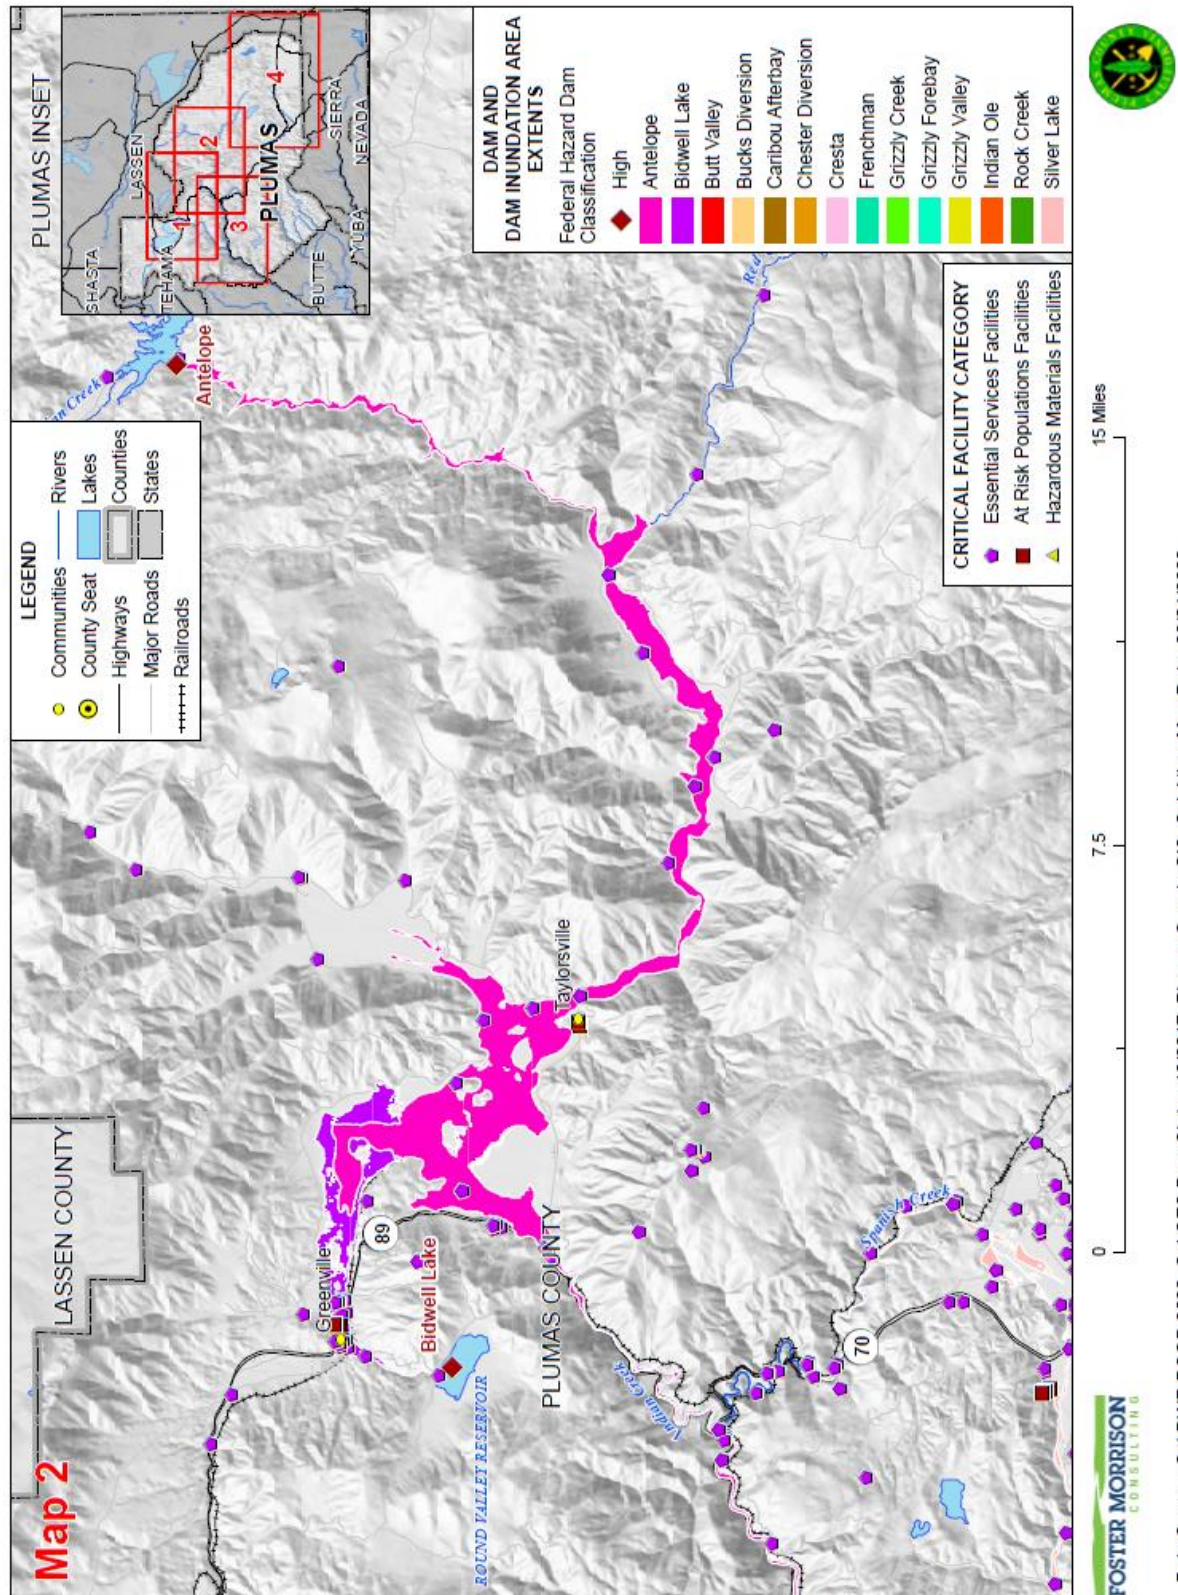 Map 2
LASSEN COUNTY
Greenville
89
Bidwell Lake
ROUND VALLEY RESERVOIR
PLUMAS COUNTY
Taylorsville
Indian Creek
Spanish Creek
70
Antelope
Creek
Red
LEGEND
Communities
County Seat
Highways
Major Roads
Railroads
Rivers
Lakes
Counties
States
PLUMAS INSET
SHASTA
LASSEN
TEHAMA
1
2
3
4
PLUMAS
BUTTE
YUBA
SIERRA
NEVADA
DAM AND
DAM INUNDATION AREA
EXTENTS
Federal Hazard Dam
Classification
High
Antelope
Bidwell Lake
Butt Valley
Bucks Diversion
Caribou Afterbay
Chester Diversion
Cresta
Frenchman
Grizzly Creek
Grizzly Forebay
Grizzly Valley
Indian Ole
Rock Creek
Silver Lake
CRITICAL FACILITY CATEGORY
Essential Services Facilities
At Risk Populations Facilities
Hazardous Materials Facilities
0
7.5
15 Miles
FOSTER MORRISON
CONSULTING